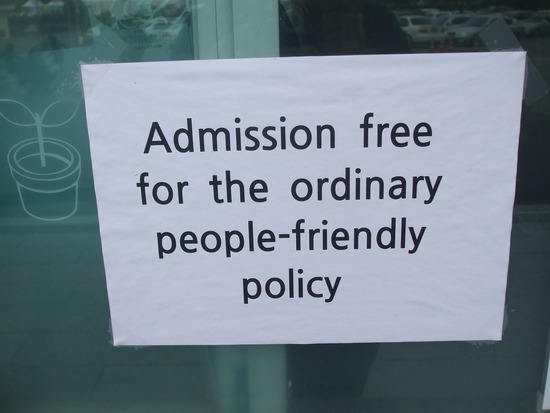 Admission free
for the ordinary
people-friendly
policy